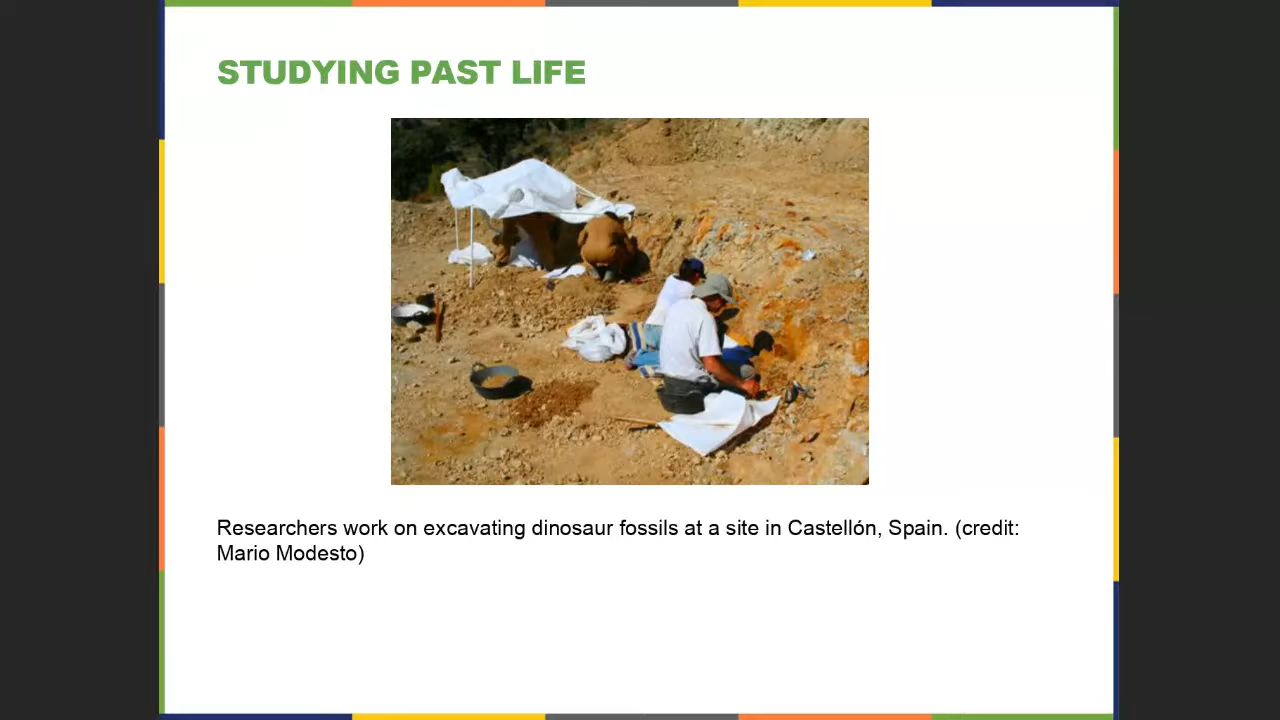 STUDYING PAST LIFE
Researchers work on excavating dinosaur fossils at a site in Castellón, Spain. (credit:
Mario Modesto)